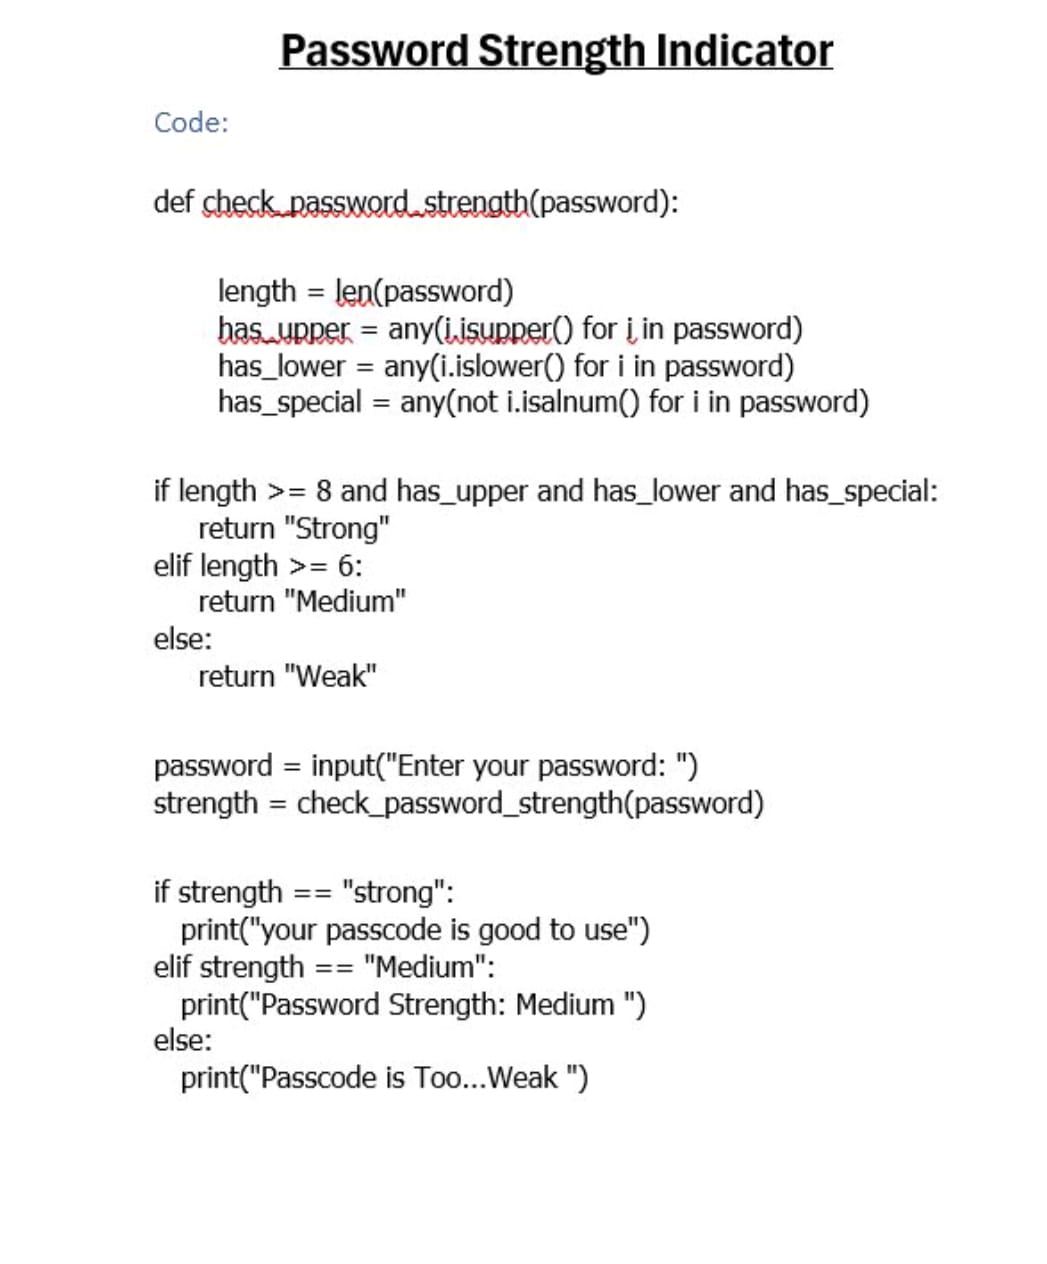 Password Strength Indicator
Code:
def check_password_strength(password):
length = len(password)
has_upper = any(i.isupper() for i in password)
has_lower = any(i.islower() for i in password)
has_special = any(not i.isalnum() for i in password)
if length >= 8 and has_upper and has_lower and has_special:
return "Strong"
elif length >= 6:
return "Medium"
else:
return "Weak"
password = input("Enter your password: ")
strength = check_password_strength(password)
if strength == "strong":
print("your passcode is good to use")
elif strength == "Medium":
print("Password Strength: Medium ")
else:
print("Passcode is Too...Weak ")